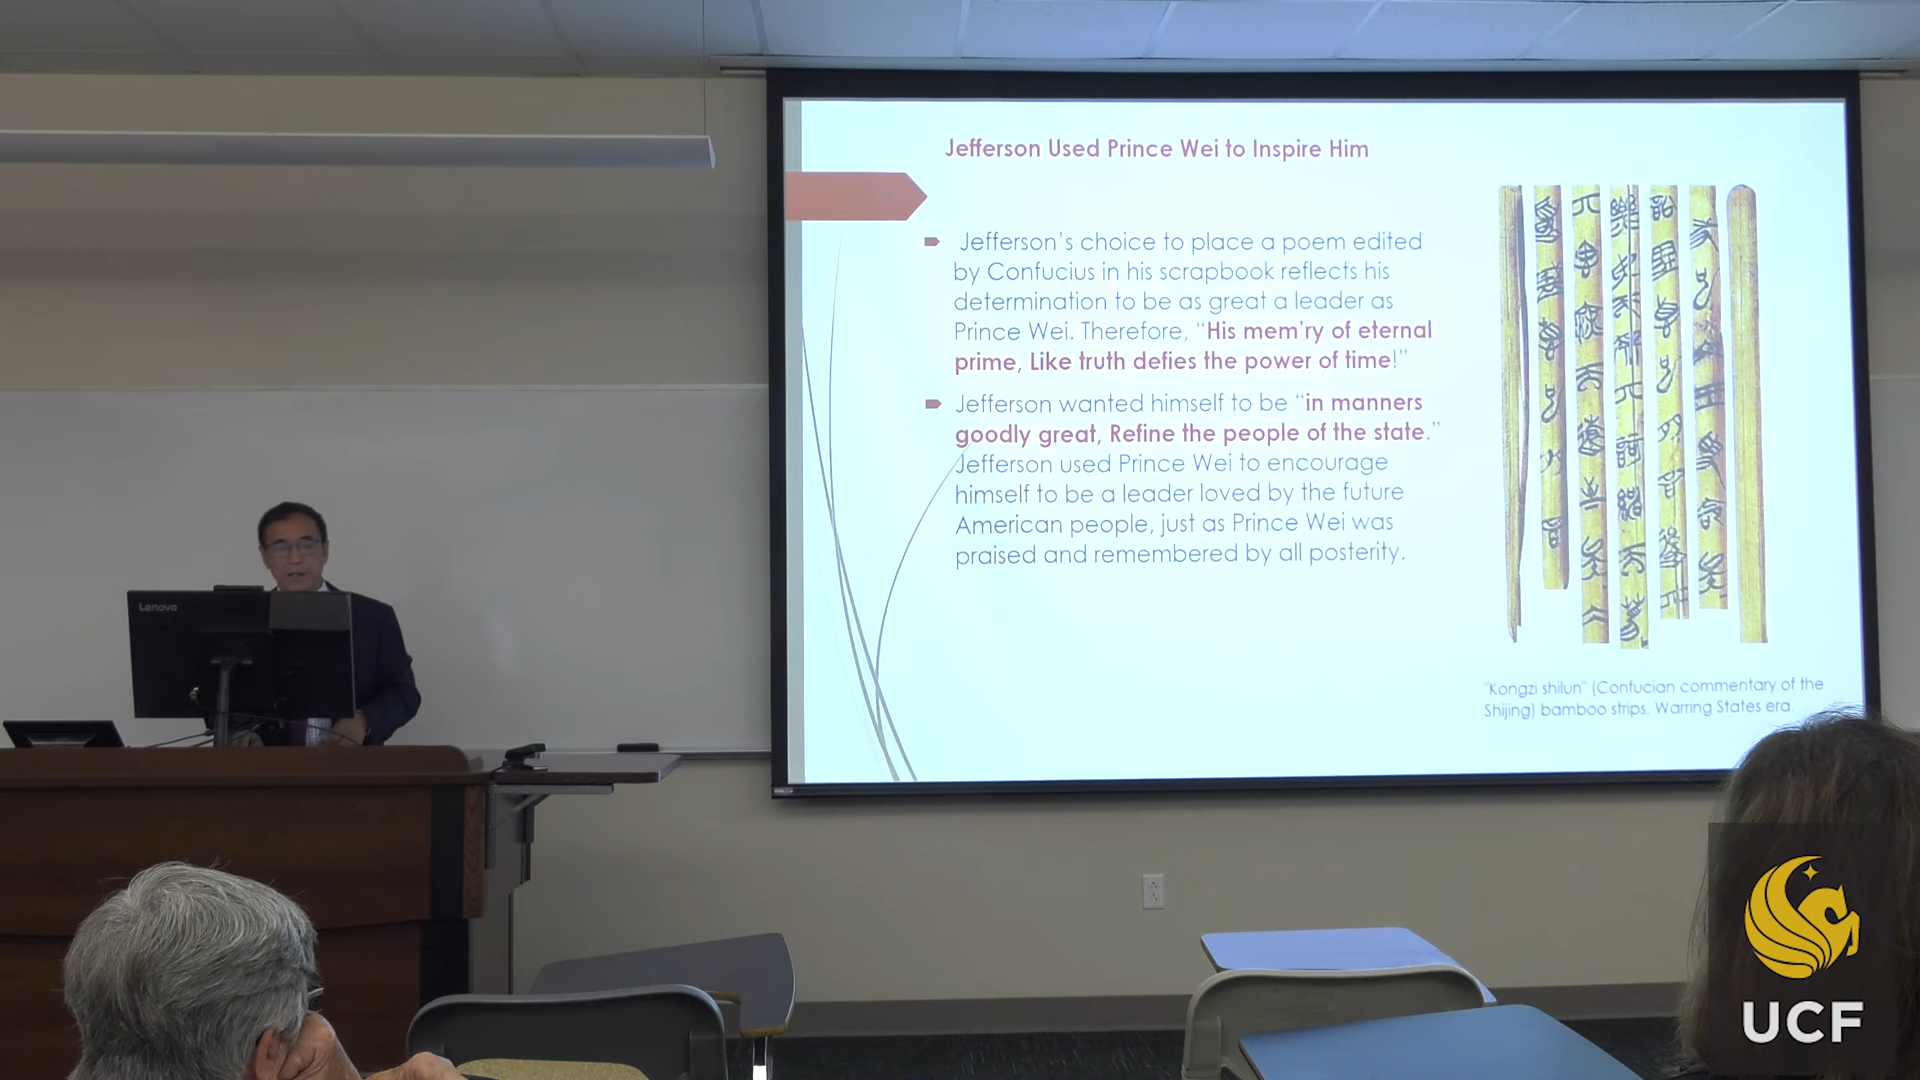 Jefferson Used Prince Wei to Inspire Him
Jefferson's choice to place a poem edited
by Confucius in his scrapbook reflects his
determination to be as great a leader as
Prince Wei. Therefore, "His mem'ry of eternal
prime, Like truth defies the power of time!"
Jefferson wanted himself to be "in manners
goodly great, Refine the people of the state."
Jefferson used Prince Wei to encourage
himself to be a leader loved by the future
American people, just as Prince Wei was
praised and remembered by all posterity.
"Kongzi shilun" (Confucian commentary of the
Shijing) bamboo strips, Warring States era.
Lenovo
UCF